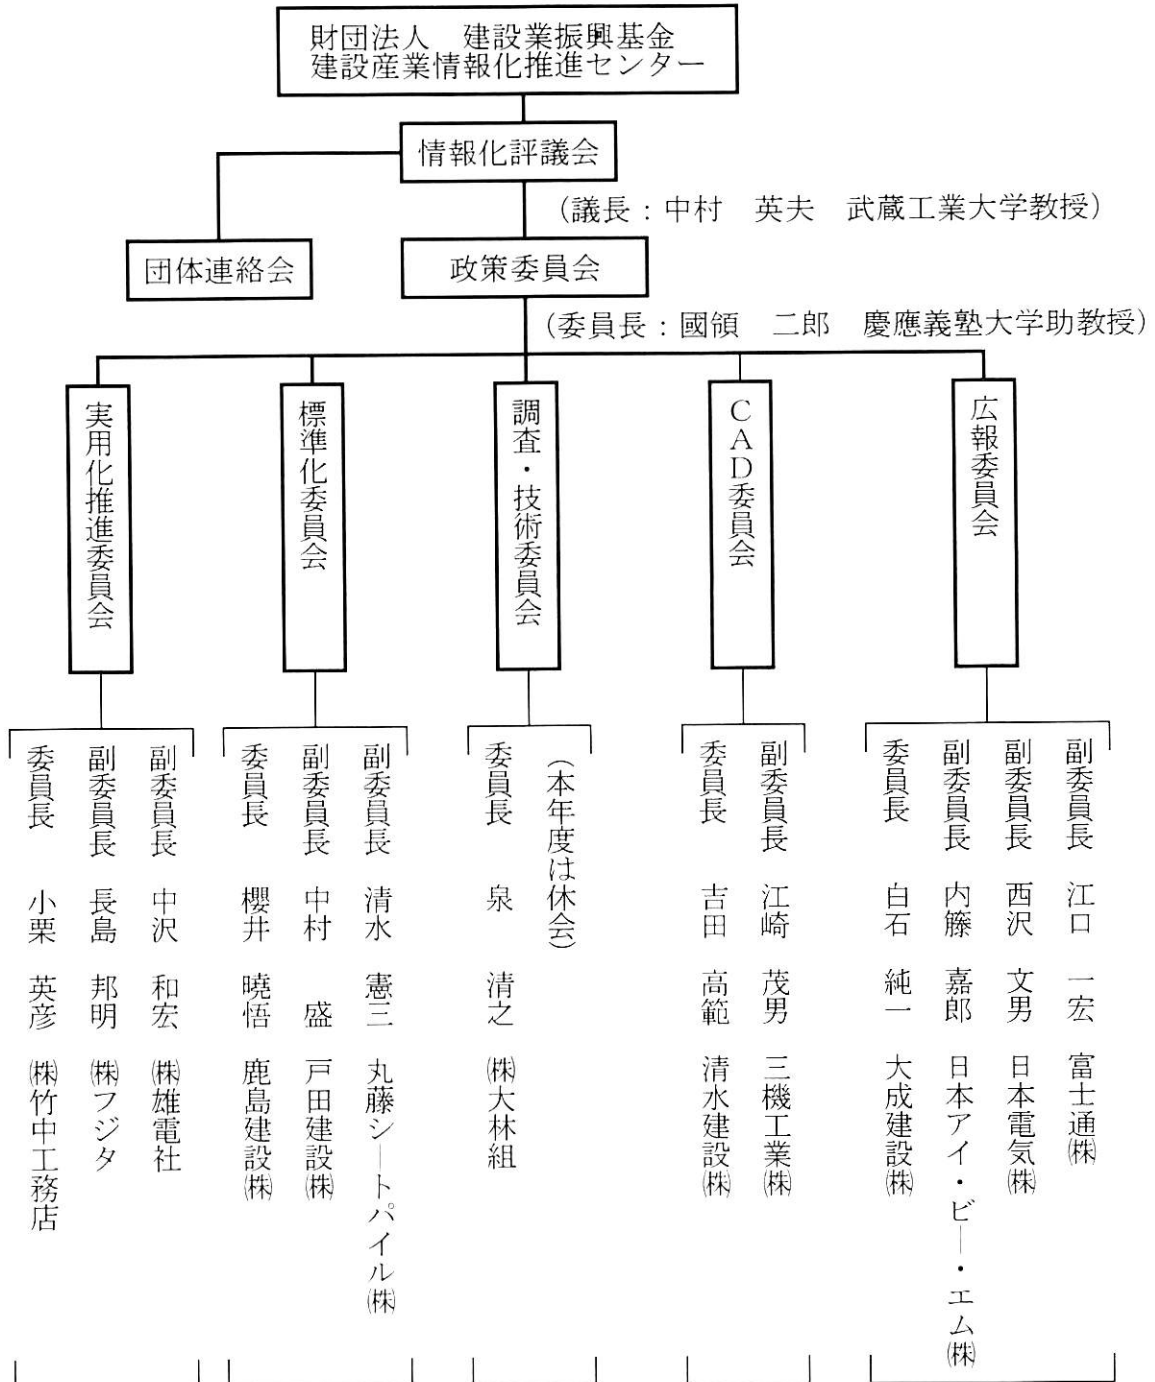 財団法人　建設業振興基金
建設産業情報化推進センター
情報化評議会
(議長：中村　英夫　武蔵工業大学教授)
団体連絡会
政策委員会
(委員長：國領　二郎　慶應義塾大学助教授)
実用化推進委員会
標準化委員会
調査・技術委員会
CAD委員会
広報委員会
委員長　小栗　英彦　㈱竹中工務店
副委員長　長島　邦明　㈱フジタ
副委員長　中沢　和宏　㈱雄電社
委員長　櫻井　暁悟　鹿島建設㈱
副委員長　中村　盛　戸田建設㈱
副委員長　清水　憲三　丸藤シートパイル㈱
委員長　泉　清之　㈱大林組
(本年度は休会)
委員長　吉田　高範　清水建設㈱
副委員長　江崎　茂男　三機工業㈱
委員長　白石　純一　大成建設㈱
副委員長　内籐　嘉郎　日本アイ・ビー・エム㈱
副委員長　西沢　文男　日本電気㈱
副委員長　江口　一宏　富士通㈱